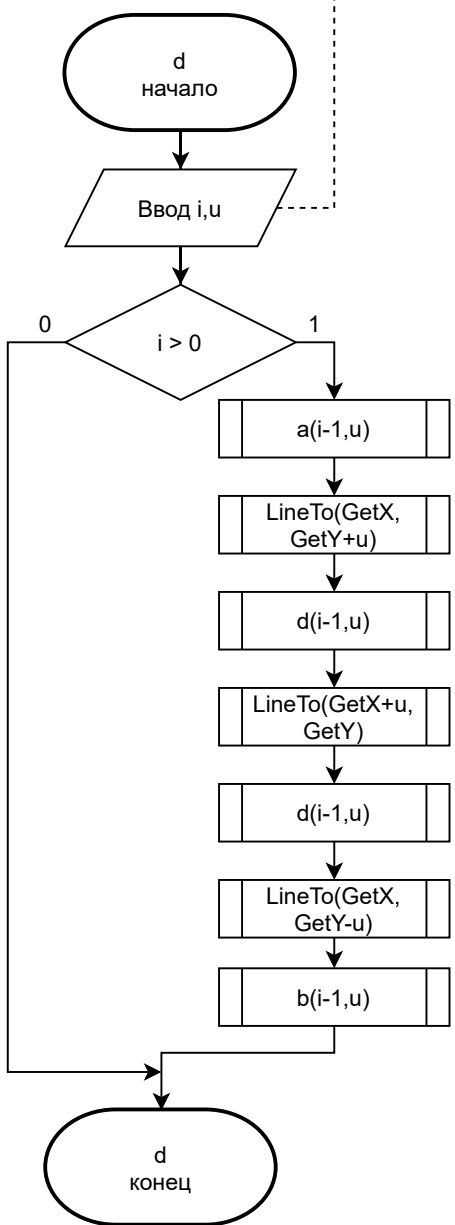 d
начало
Ввод i,u
0
1
i > 0
a(i-1,u)
LineTo(GetX,
GetY+u)
d(i-1,u)
LineTo(GetX+u,
GetY)
d(i-1,u)
LineTo(GetX,
GetY-u)
b(i-1,u)
d
конец